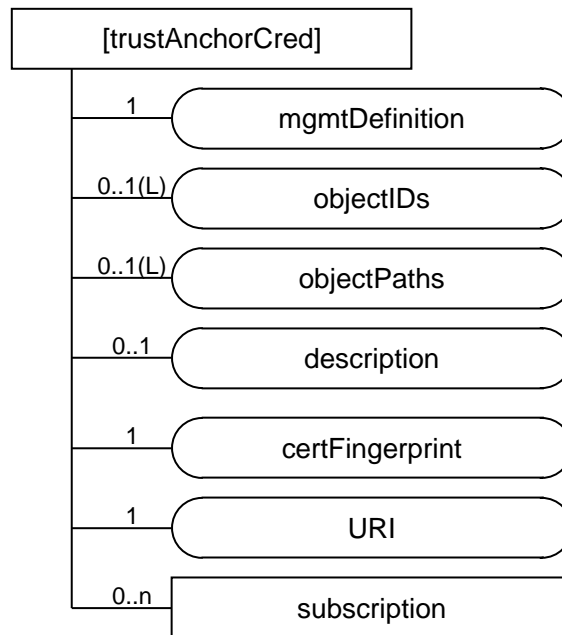 [trustAnchorCred]
1
mgmtDefinition
0..1(L)
objectIDs
0..1(L)
objectPaths
0..1
description
1
certFingerprint
1
URI
0..n
subscription